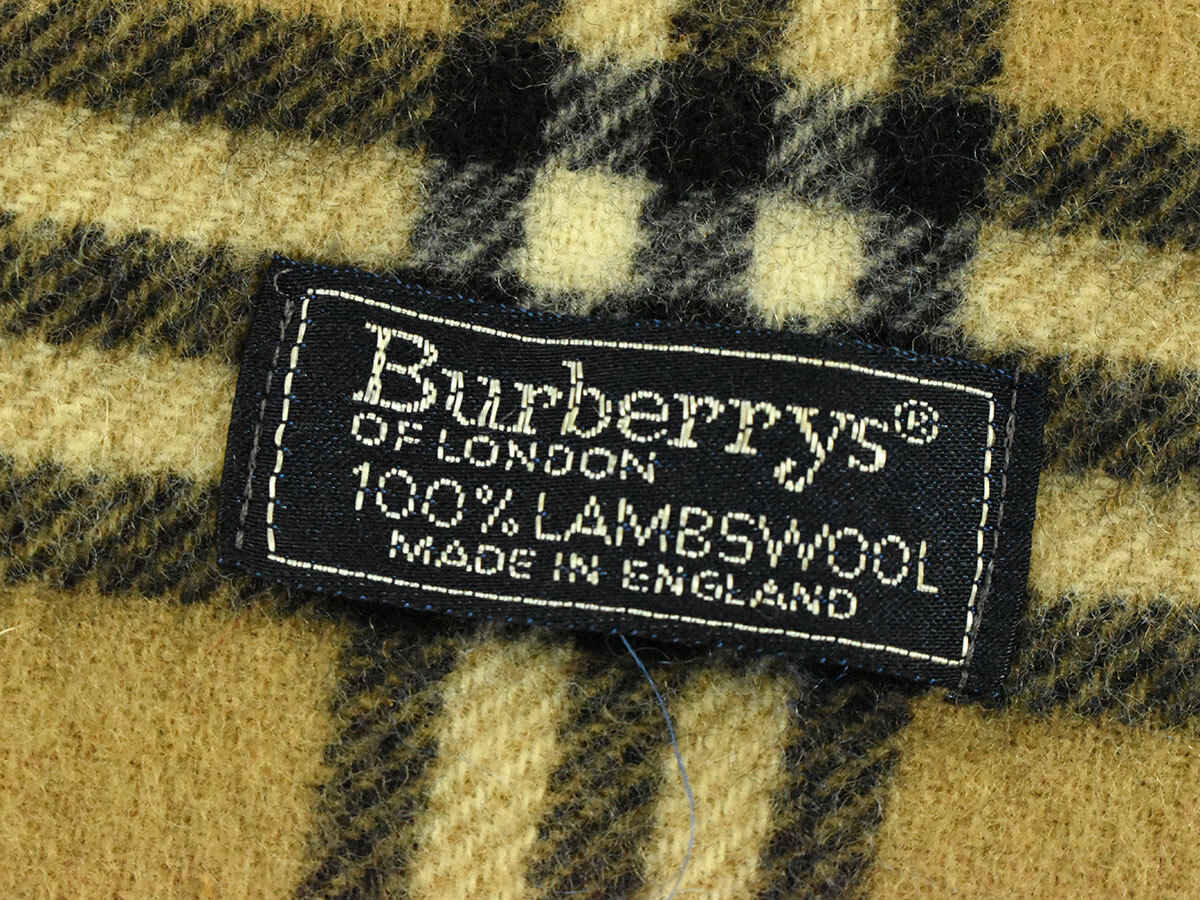 Burberrys®
OF LONDON
100% LAMBSWOOL
MADE IN ENGLAND